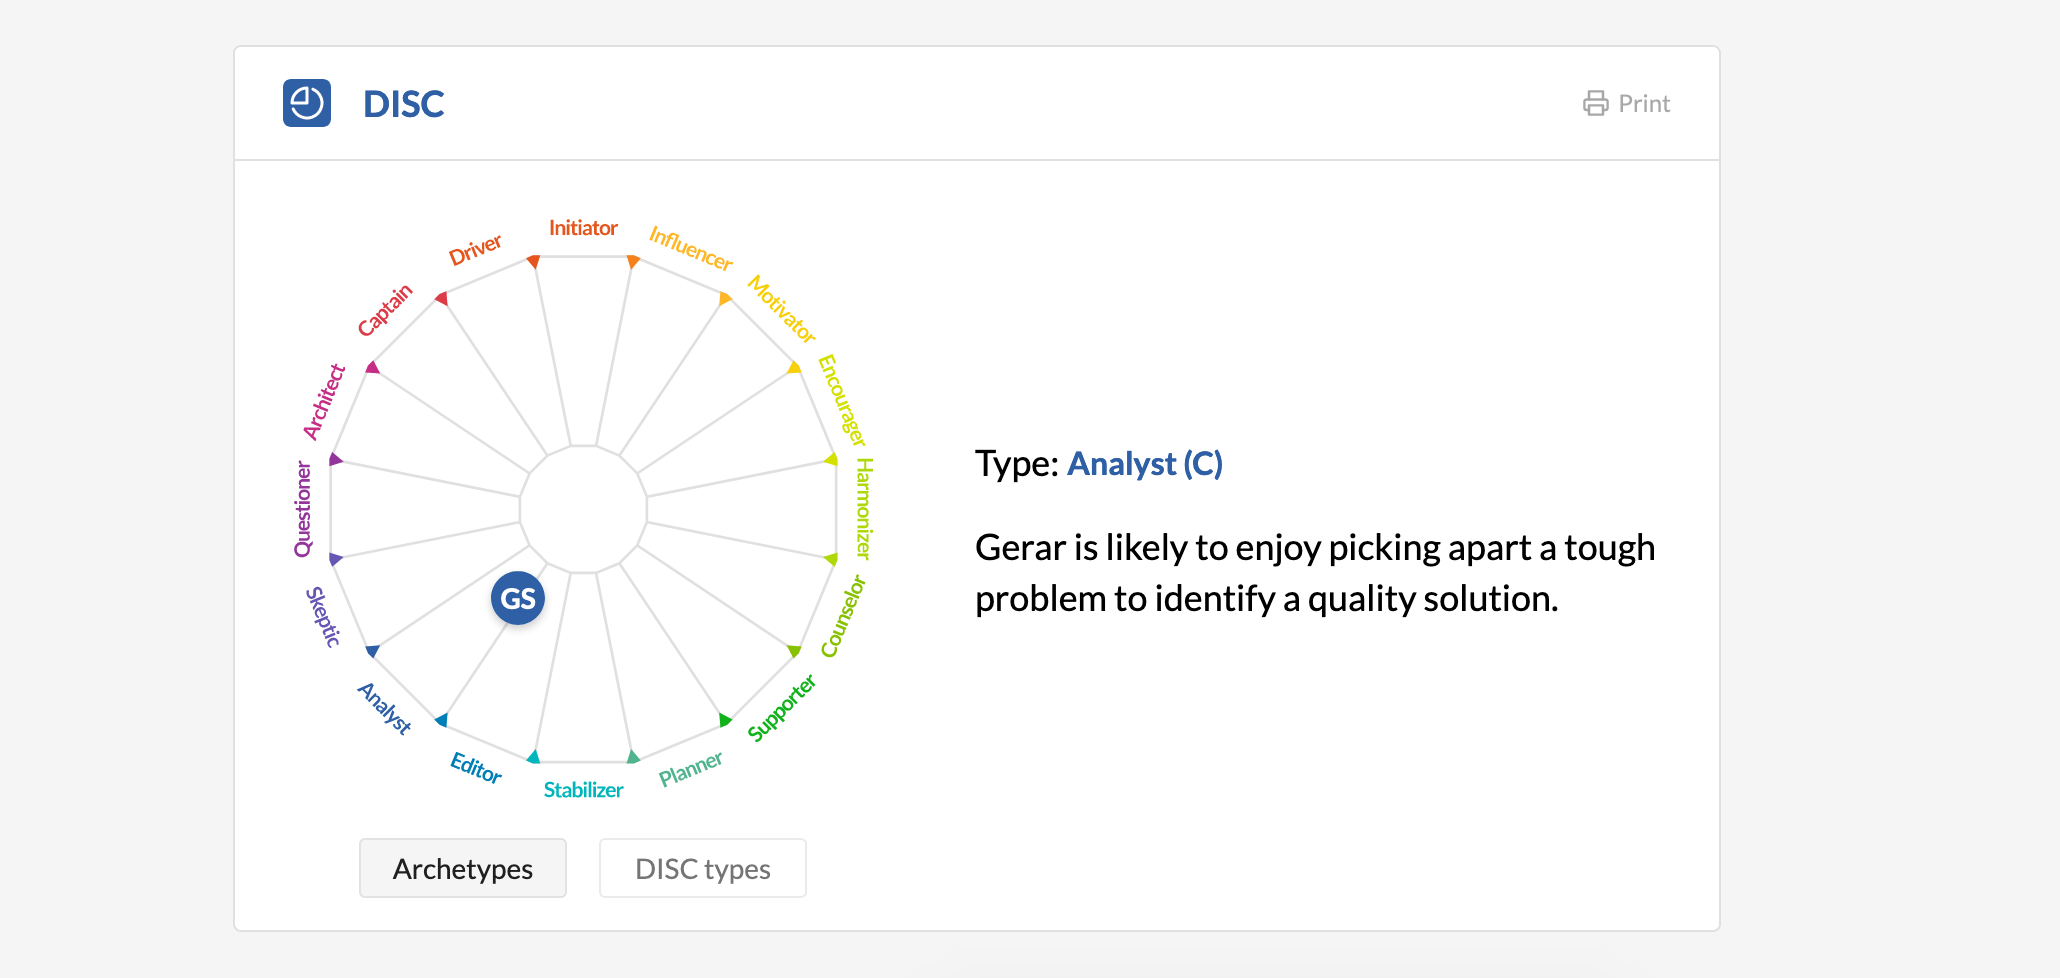 DISC
Print
Initiator
Influencer
Motivator
Encourager
Harmonizer
Counselor
Supporter
Planner
Stabilizer
Editor
Analyst
Skeptic
Questioner
Architect
Captain
Driver
GS
Type: Analyst (C)
Gerar is likely to enjoy picking apart a tough
problem to identify a quality solution.
Archetypes
DISC types